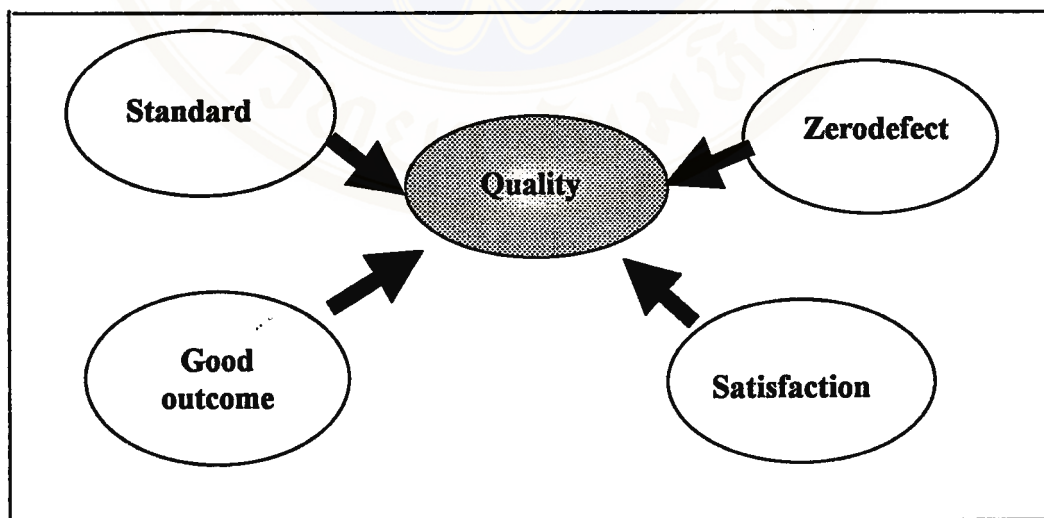 Standard
Zerodefect
Quality
Good
outcome
Satisfaction